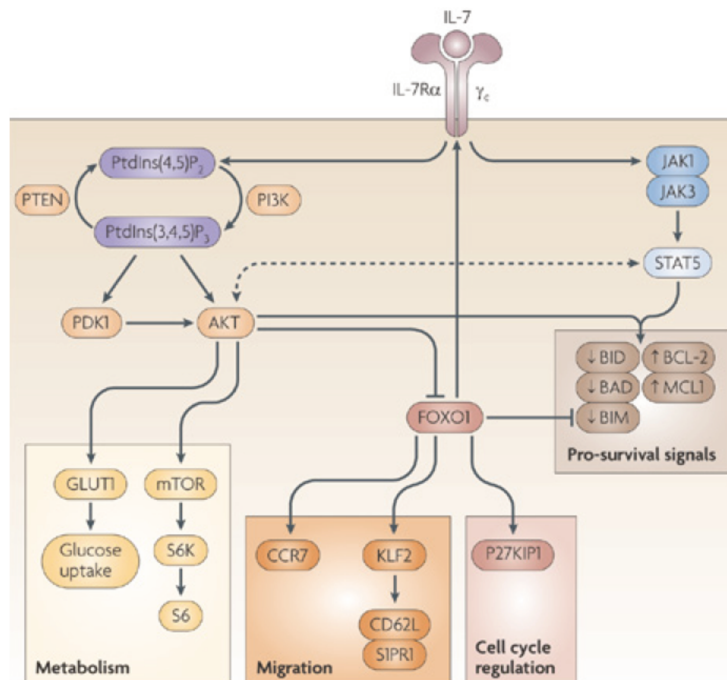 IL-7
IL-7Rα
γc
PtdIns(4,5)P2
PTEN
PI3K
PtdIns(3,4,5)P3
JAK1
JAK3
STAT5
PDK1
AKT
↓ BID
↑ BCL-2
↓ BAD
↑ MCL1
↓ BIM
Pro-survival signals
FOXO1
GLUT1
mTOR
Glucose
uptake
S6K
S6
Metabolism
CCR7
KLF2
CD62L
S1PR1
Migration
P27KIP1
Cell cycle
regulation